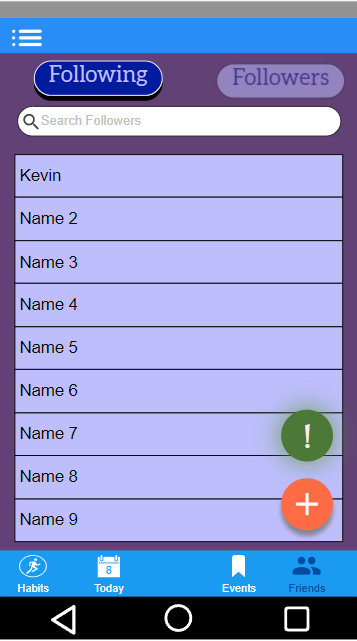 Following
Followers
Search Followers
Kevin
Name 2
Name 3
Name 4
Name 5
Name 6
Name 7
!
Name 8
+
Name 9
8
Habits
Today
Events
Friends